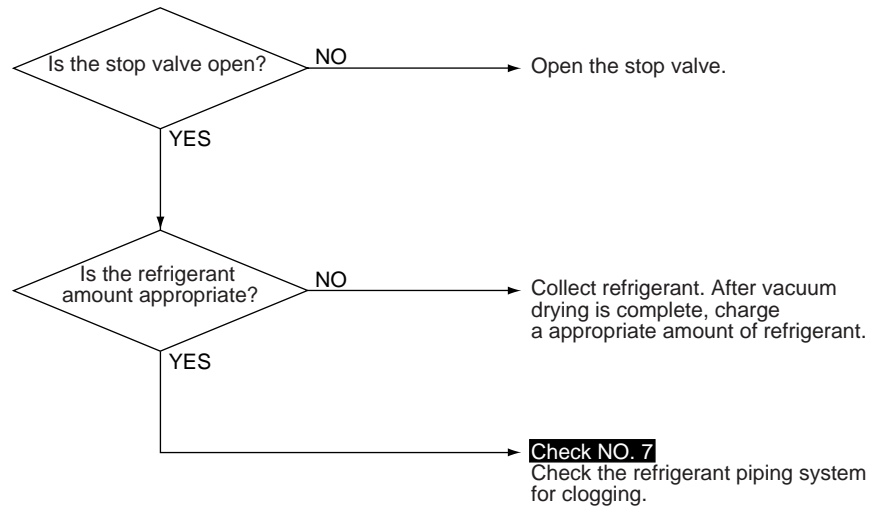 Is the stop valve open?
NO
Open the stop valve.
YES
Is the refrigerant
amount appropriate?
NO
Collect refrigerant. After vacuum
drying is complete, charge
a appropriate amount of refrigerant.
YES
Check NO. 7
Check the refrigerant piping system
for clogging.